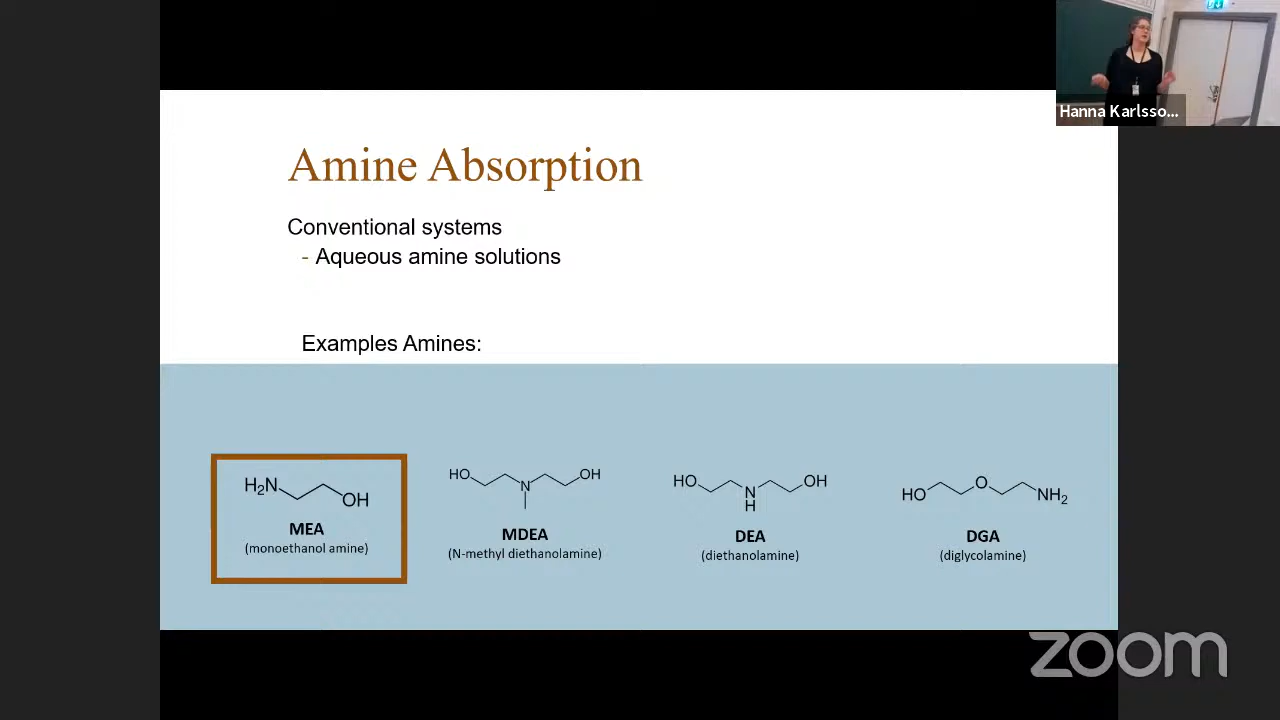 Hanna Karlsso...
Amine Absorption
Conventional systems
- Aqueous amine solutions
Examples Amines:
H₂N
OH
MEA
(monoethanol amine)
HO
OH
N
MDEA
(N-methyl diethanolamine)
HO
OH
N
H
DEA
(diethanolamine)
HO
O
NH₂
DGA
(diglycolamine)
zoom